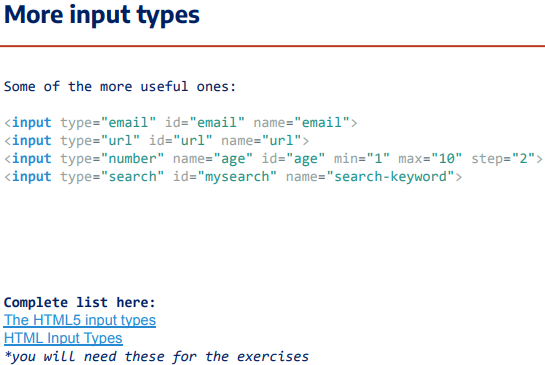 More input types
Some of the more useful ones:
<input type="email" id="email" name="email">
<input type="url" id="url" name="url">
<input type="number" name="age" id="age" min="1" max="10" step="2">
<input type="search" id="mysearch" name="search-keyword">
Complete list here:
The HTML5 input types
HTML Input Types
*you will need these for the exercises